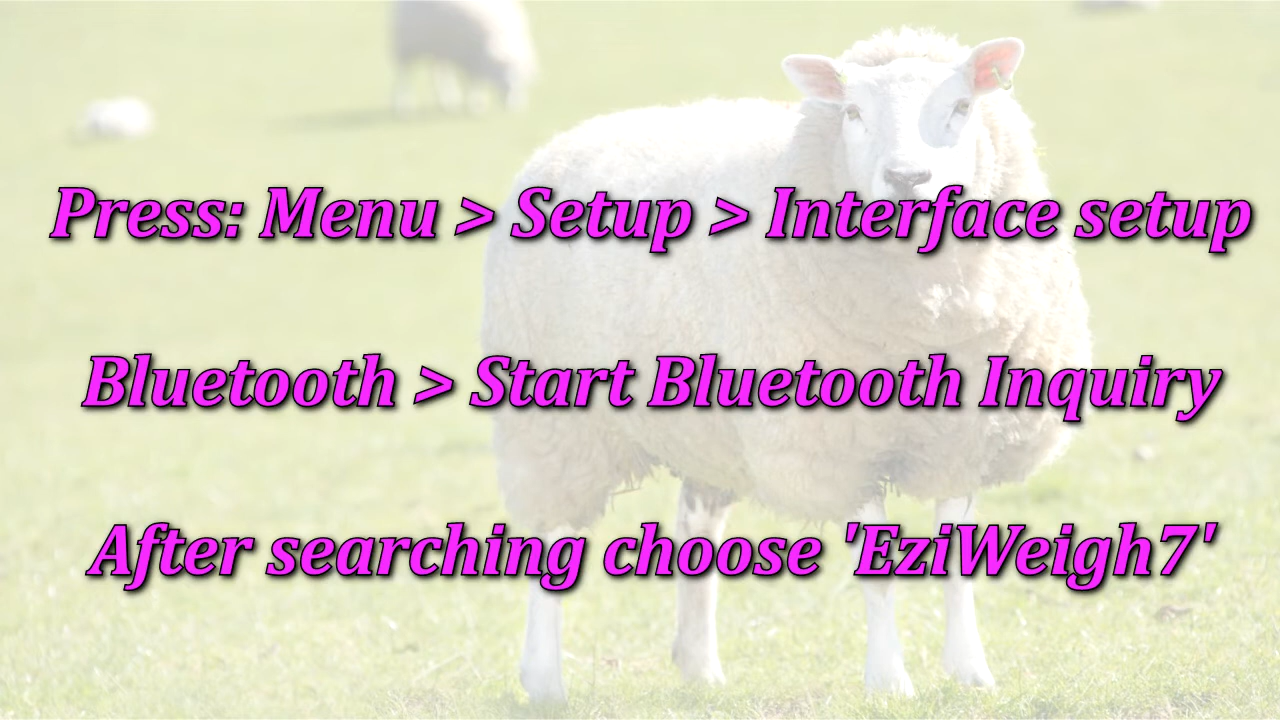 Press: Menu > Setup > Interface setup
Bluetooth > Start Bluetooth Inquiry
After searching choose 'EziWeigh7'